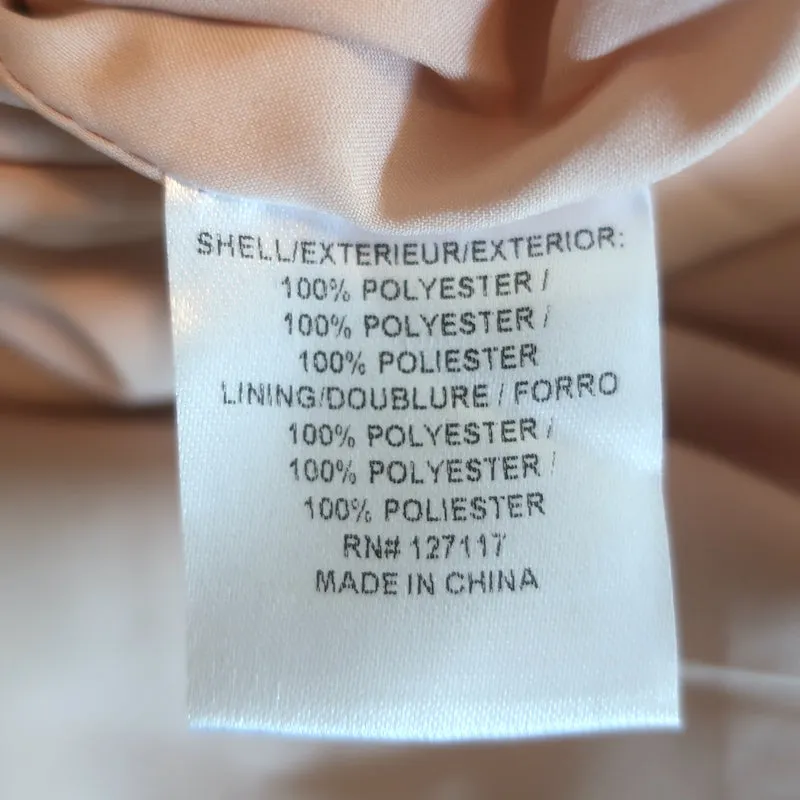 SHELL/EXTERIEUR/EXTERIOR:
100% POLYESTER /
100% POLYESTER /
100% POLIESTER
LINING/DOUBLURE / FORRO
100% POLYESTER /
100% POLYESTER /
100% POLIESTER
RN# 127117
MADE IN CHINA